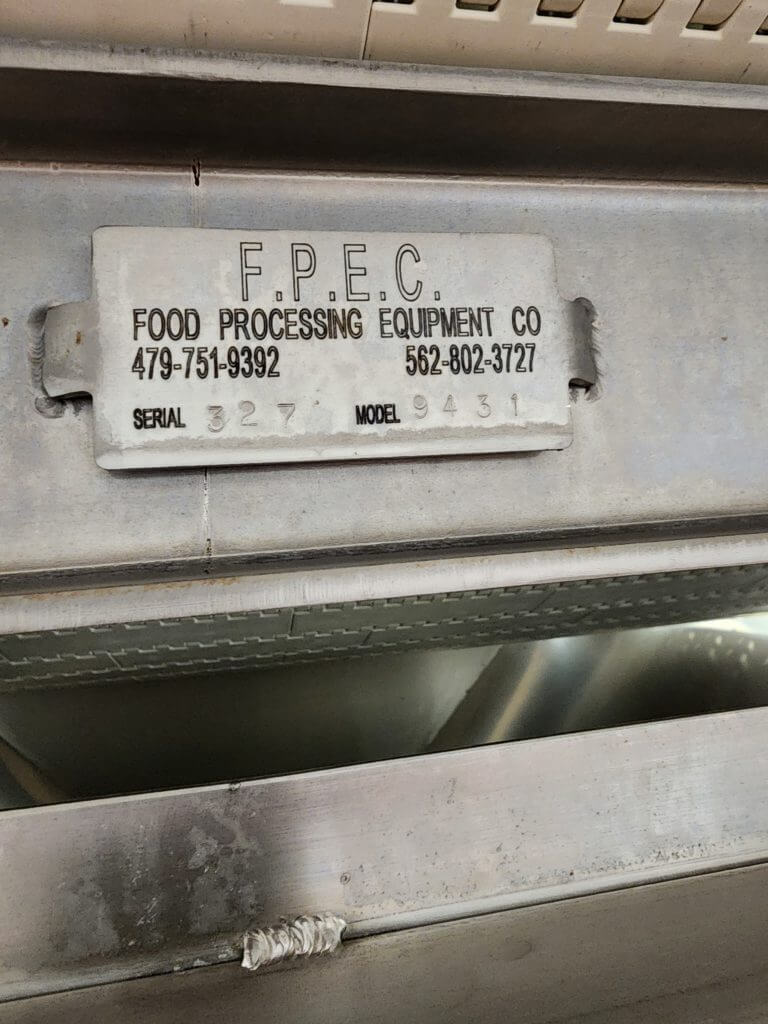 F.P.E.C.
FOOD PROCESSING EQUIPMENT CO
479-751-9392 562-802-3727
SERIAL 327 MODEL 9431